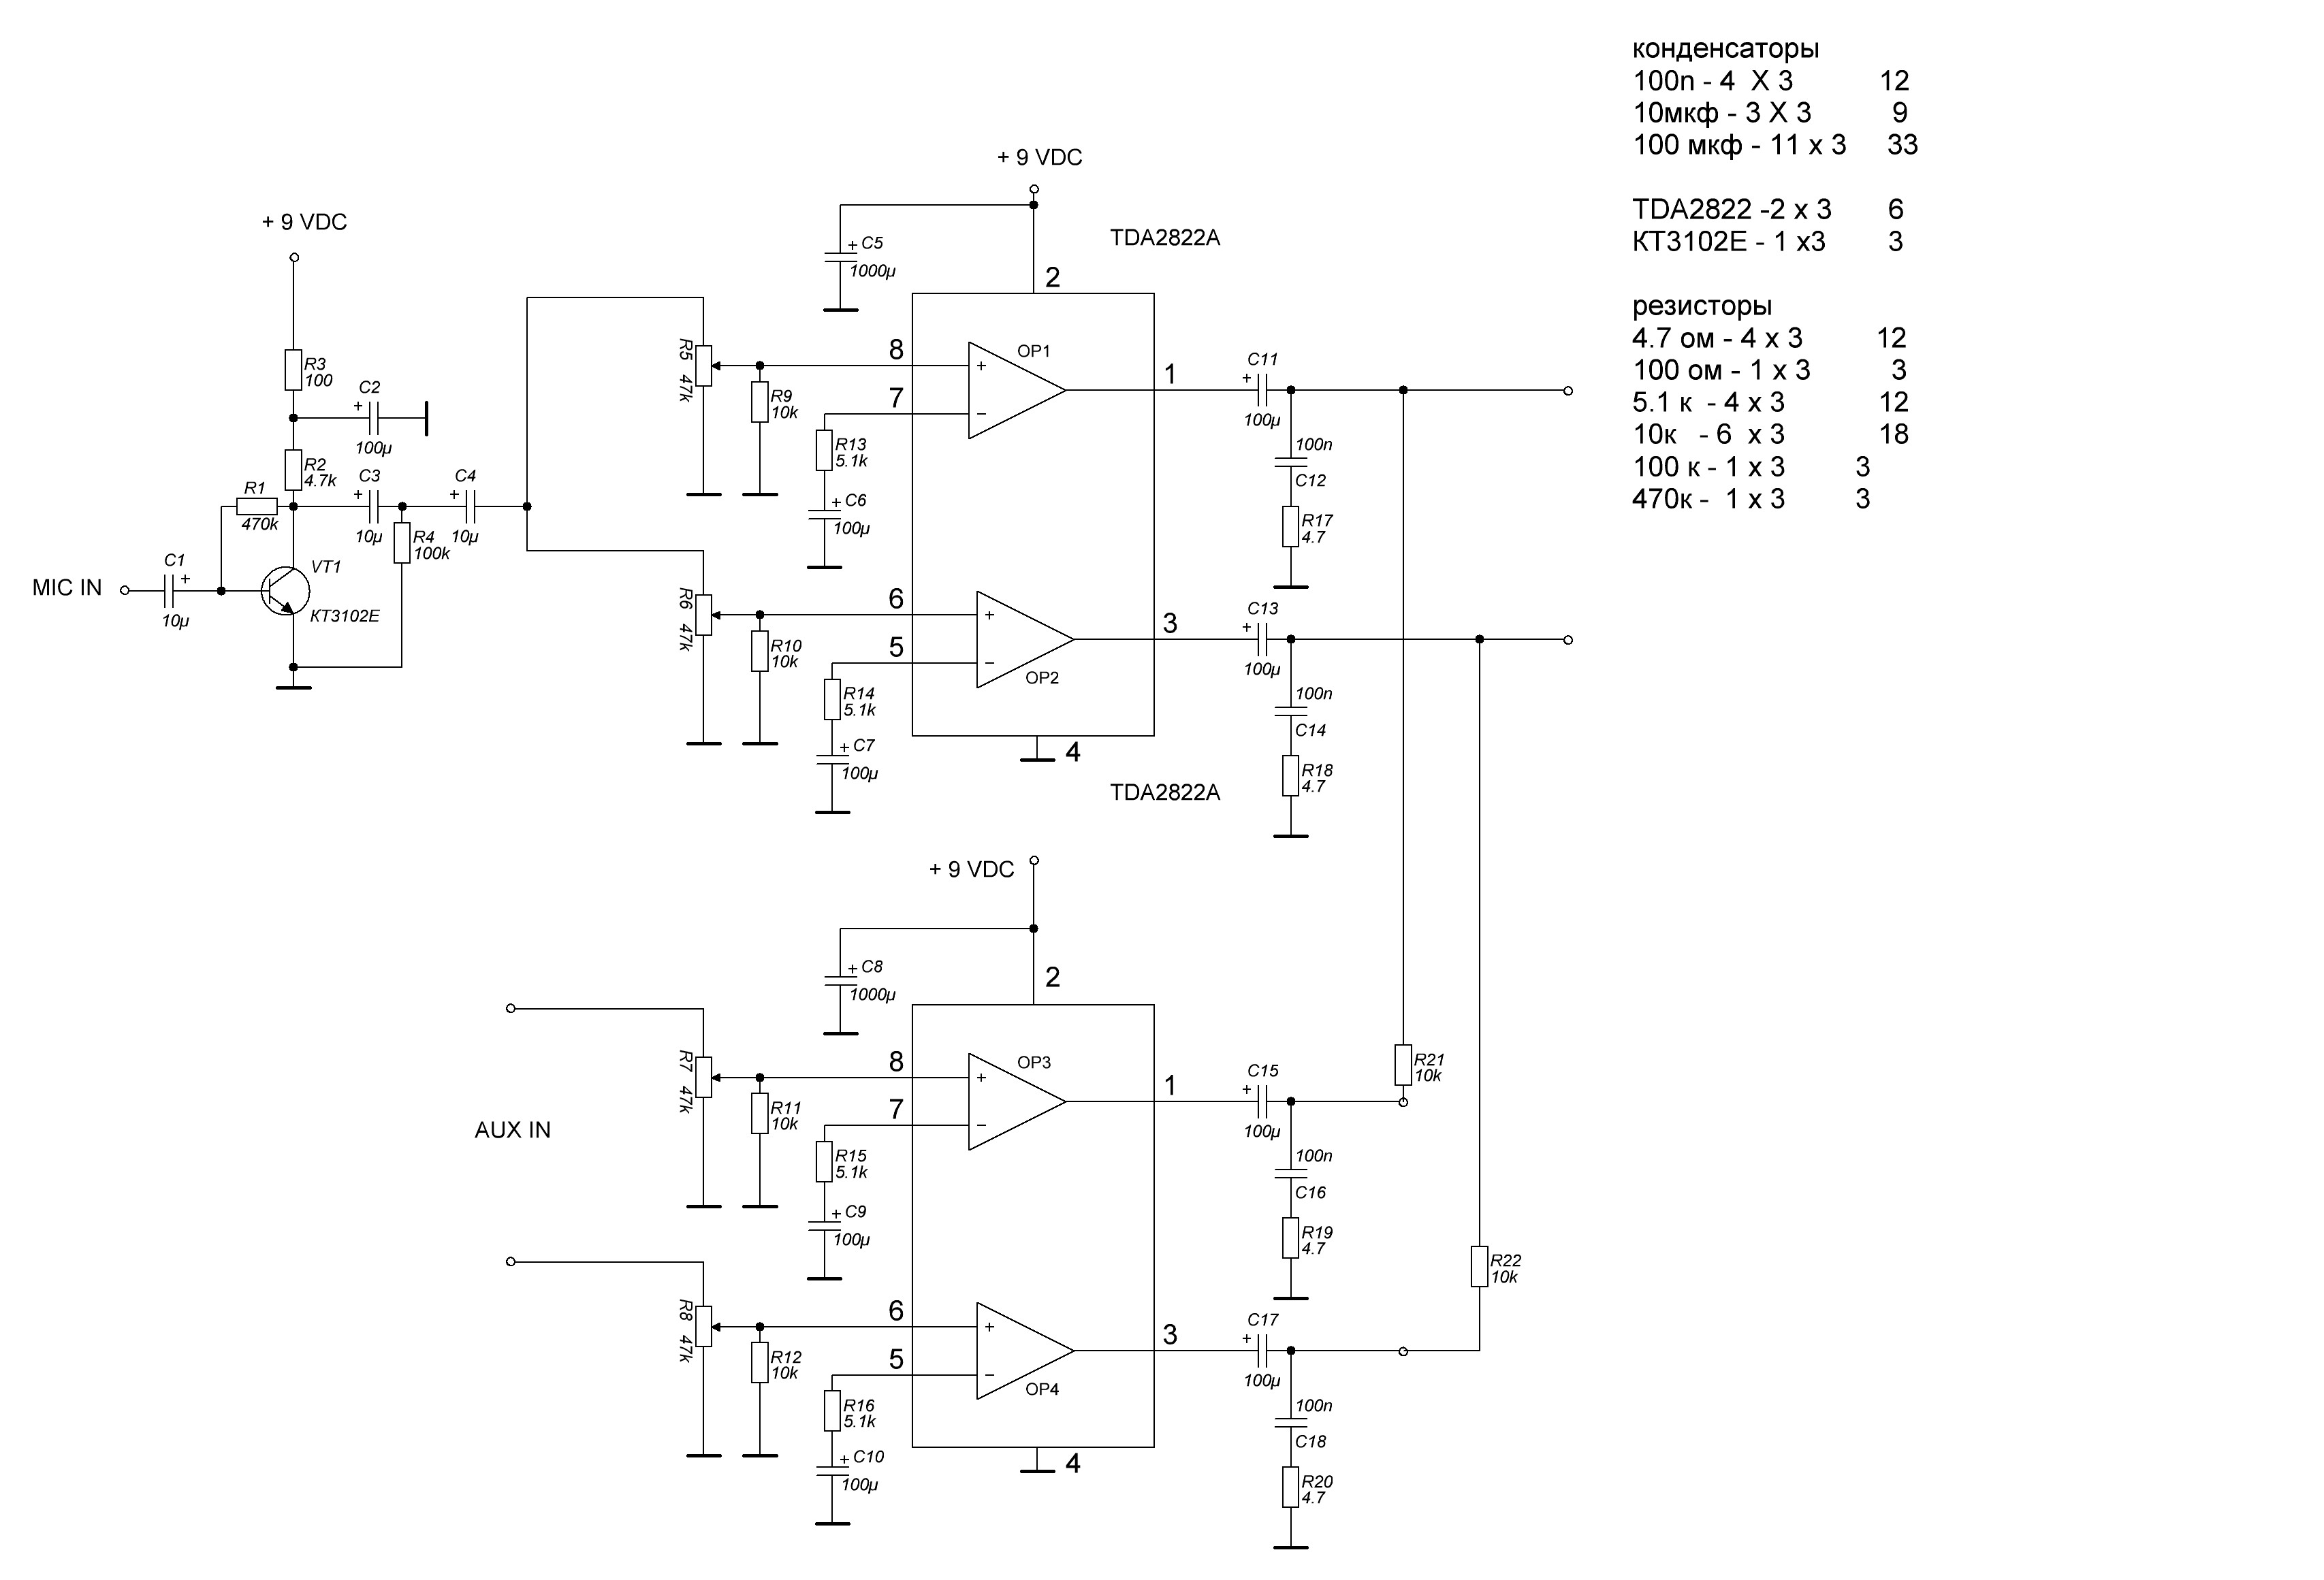 конденсаторы
100n - 4 X 3 12
10мкф - 3 X 3 9
100 мкф - 11 x 3 33
TDA2822 -2 x 3 6
КТ3102Е - 1 x3 3
резисторы
4.7 ом - 4 x 3 12
100 ом - 1 x 3 3
5.1 к - 4 x 3 12
10к - 6 x 3 18
100 к - 1 x 3 3
470к - 1 x 3 3
+ 9 VDC
R3
100
C2
+
100µ
R2
4.7k
R1
470k
C3
+
10µ
R4
100k
C4
+
10µ
MIC IN
C1
+
10µ
VT1
КТ3102Е
+ 9 VDC
+ C5
1000µ
TDA2822A
2
R5 47k
R9
10k
8
7
+
−
OP1
R13
5.1k
+ C6
100µ
1
C11
+
100µ
100n
C12
R17
4.7
R6 47k
R10
10k
6
5
+
−
OP2
R14
5.1k
+ C7
100µ
4
3
C13
+
100µ
100n
C14
R18
4.7
TDA2822A
+ 9 VDC
+ C8
1000µ
2
AUX IN
R7 47k
R11
10k
8
7
+
−
OP3
R15
5.1k
+ C9
100µ
1
C15
+
100µ
100n
C16
R19
4.7
R21
10k
R8 47k
R12
10k
6
5
+
−
OP4
R16
5.1k
+ C10
100µ
4
3
C17
+
100µ
100n
C18
R20
4.7
R22
10k